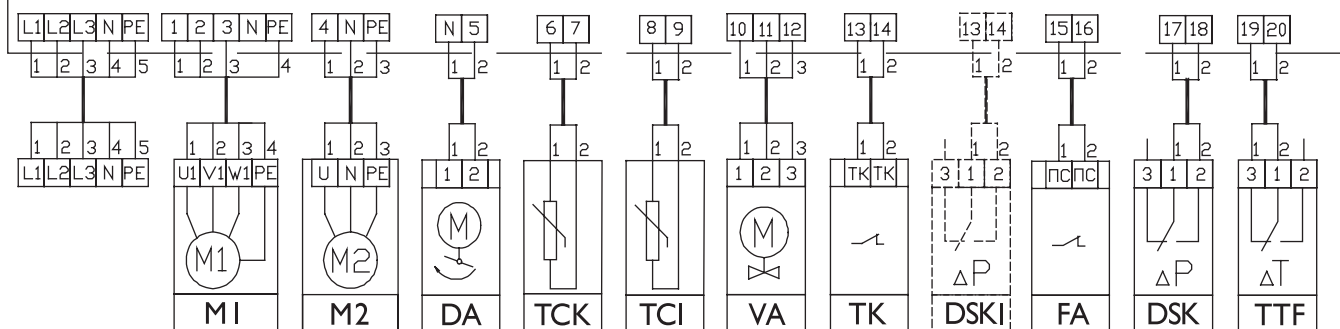 L1 L2 L3 N PE 1 2 3 N PE 4 N PE N 5 6 7 8 9 10 11 12 13 14 13 14 15 16 17 18 19 20
1 2 3 4 5 1 2 3 4 1 2 3 1 2 1 2 1 2 1 2 3 1 2 1 2 1 2 1 2 1 2
1 2 3 4 5 1 2 3 4 1 2 3 1 2 1 2 1 2 1 2 3 1 2 1 2 1 2 1 2 1 2
L1 L2 L3 N PE U1 V1 W1 PE U N PE 1 2 1 2 3 ТК ТК 3 1 2 ПС ПС 3 1 2 3 1 2
M1 M2 M M ΔP ΔP ΔT
M1 M2 DA TCK TCI VA TK DSK1 FA DSK TTF